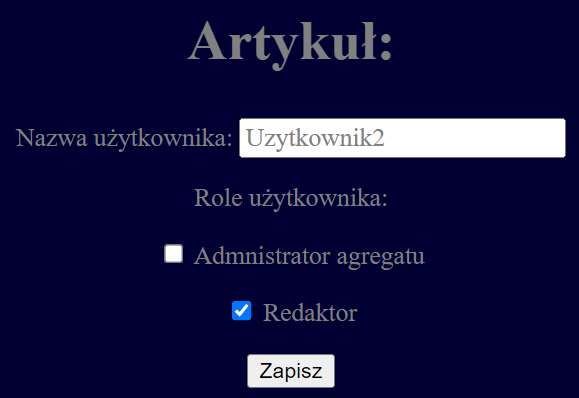 Artykuł:
Nazwa użytkownika: Uzytkownik2
Role użytkownika:
Admnistrator agregatu
Redaktor
Zapisz